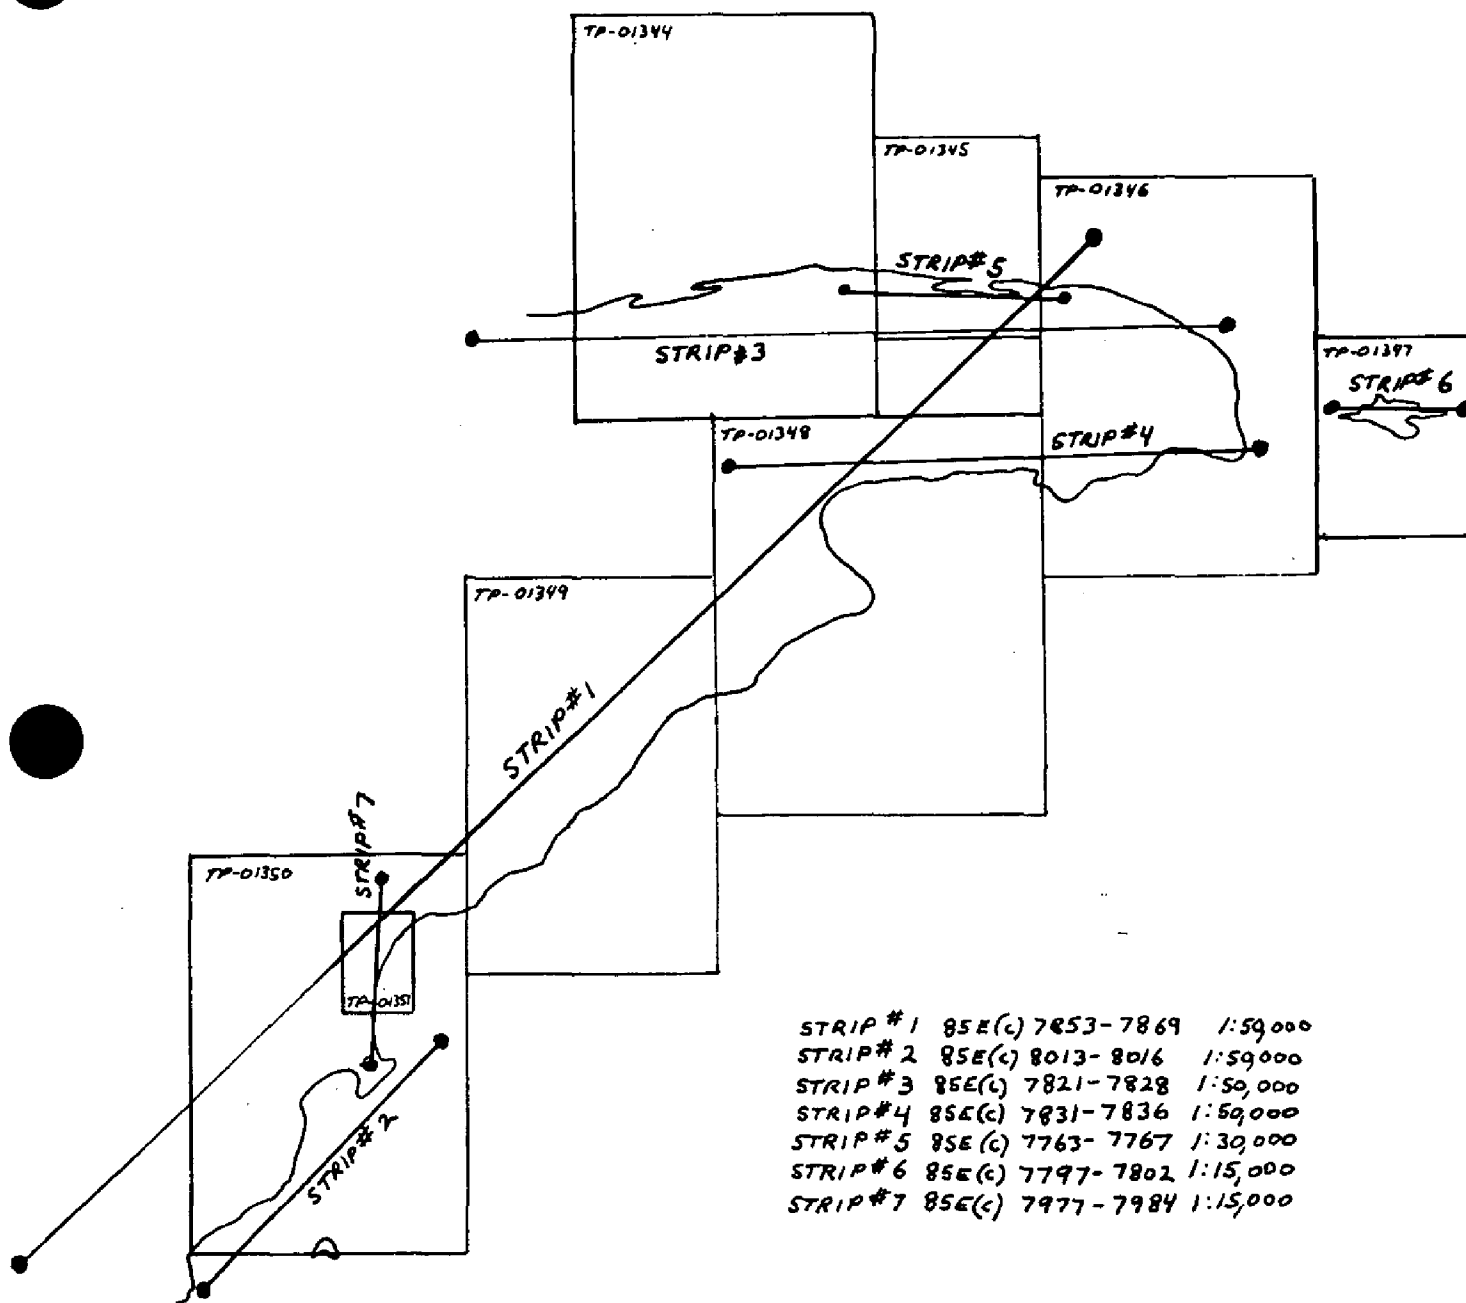 TP-01344
TP-01345
TP-01346
STRIP#5
STRIP#3
TP-01347
STRIP#6
TP-01348
STRIP#4
TP-01349
STRIP#1
STRIP#7
TP-01350
TP-01351
STRIP#2
STRIP #1 85E(C) 7853-7869 1:50,000
STRIP #2 85E(C) 8013-8016 1:50,000
STRIP #3 85E(C) 7821-7828 1:50,000
STRIP #4 85E(C) 7831-7836 1:50,000
STRIP #5 85E(C) 7763-7767 1:30,000
STRIP #6 85E(C) 7797-7802 1:15,000
STRIP #7 85E(C) 7977-7984 1:15,000